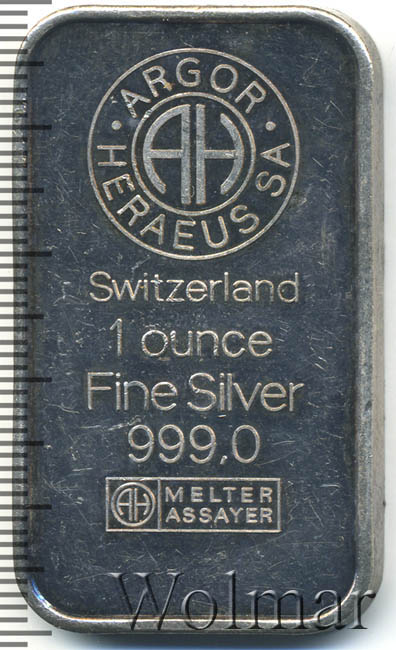 · ARGOR ·
HERAEUS SA
AH
Switzerland
1 ounce
Fine Silver
999,0
AH MELTER
ASSAYER
Wolmar